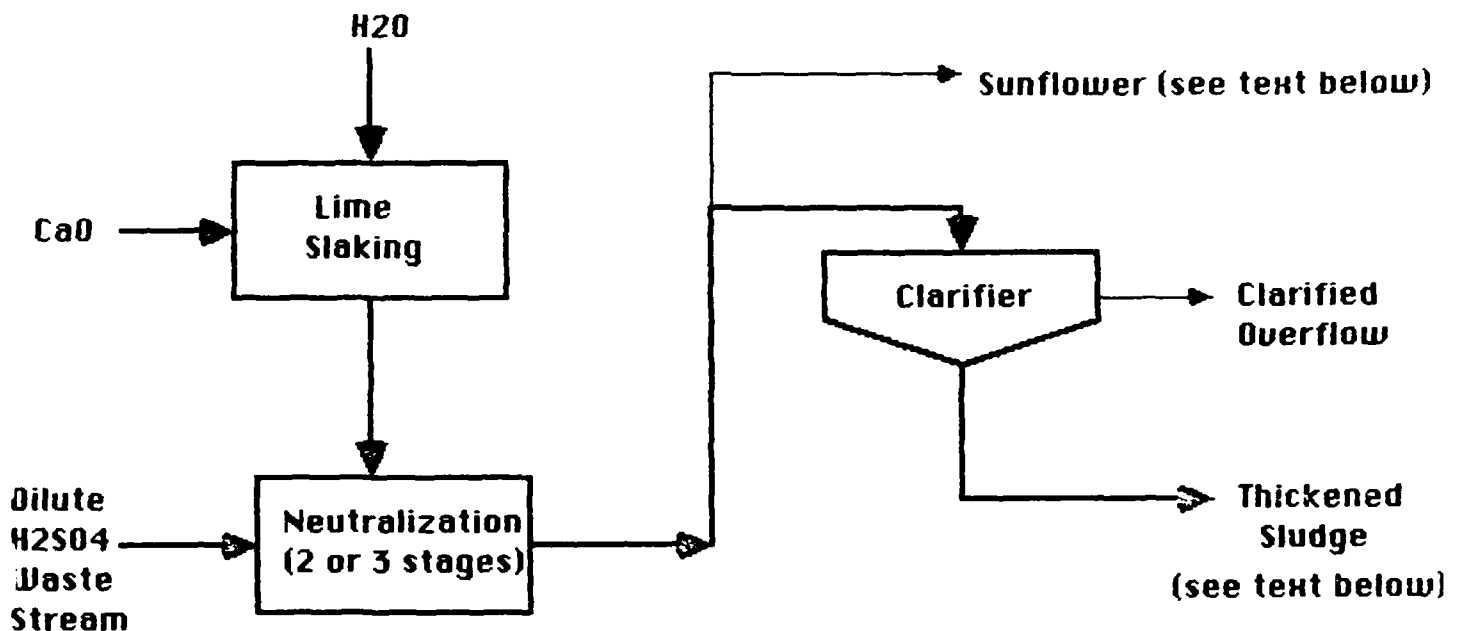 H2O
Sunflower (see text below)
CaO
Lime
Slaking
Clarifier
Clarified
Overflow
Dilute
H2SO4
Waste
Stream
Neutralization
(2 or 3 stages)
Thickened
Sludge
(see text below)